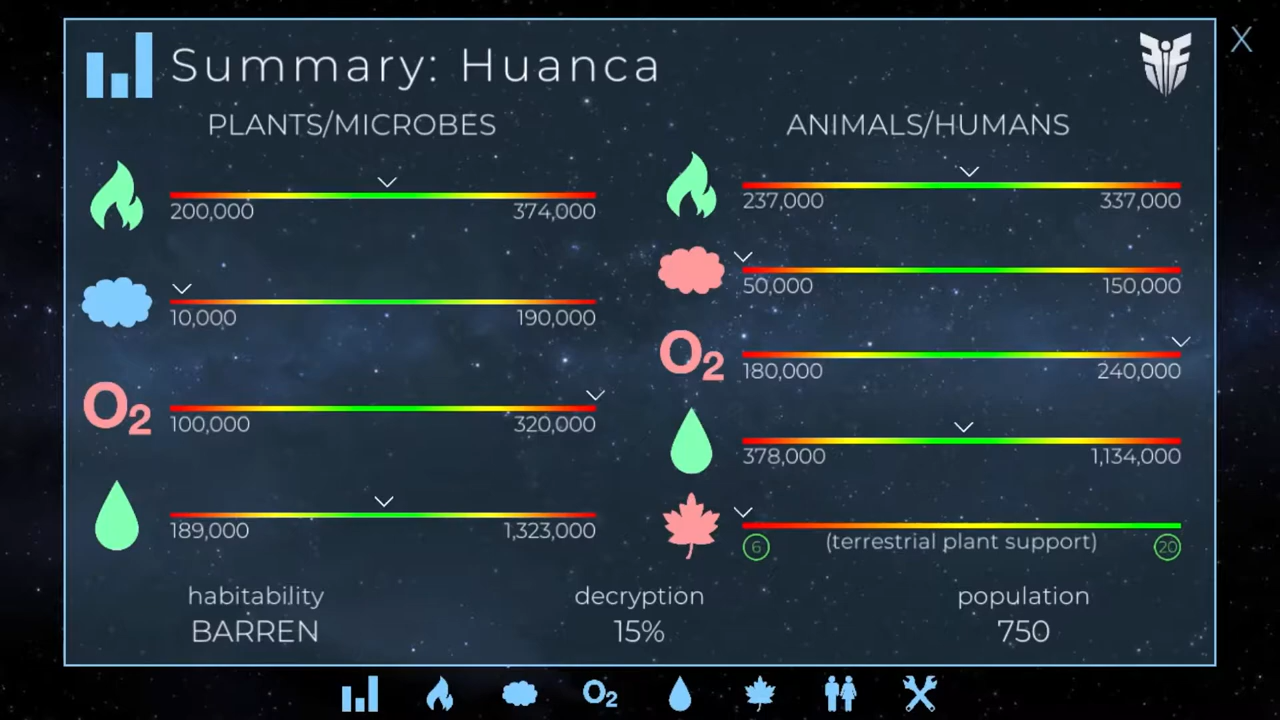 Summary: Huanca
X
PLANTS/MICROBES
200,000 374,000
10,000 190,000
O2
100,000 320,000
189,000 1,323,000
ANIMALS/HUMANS
237,000 337,000
50,000 150,000
O2
180,000 240,000
378,000 1,134,000
6 (terrestrial plant support) 20
habitability decryption population
BARREN 15% 750
O2